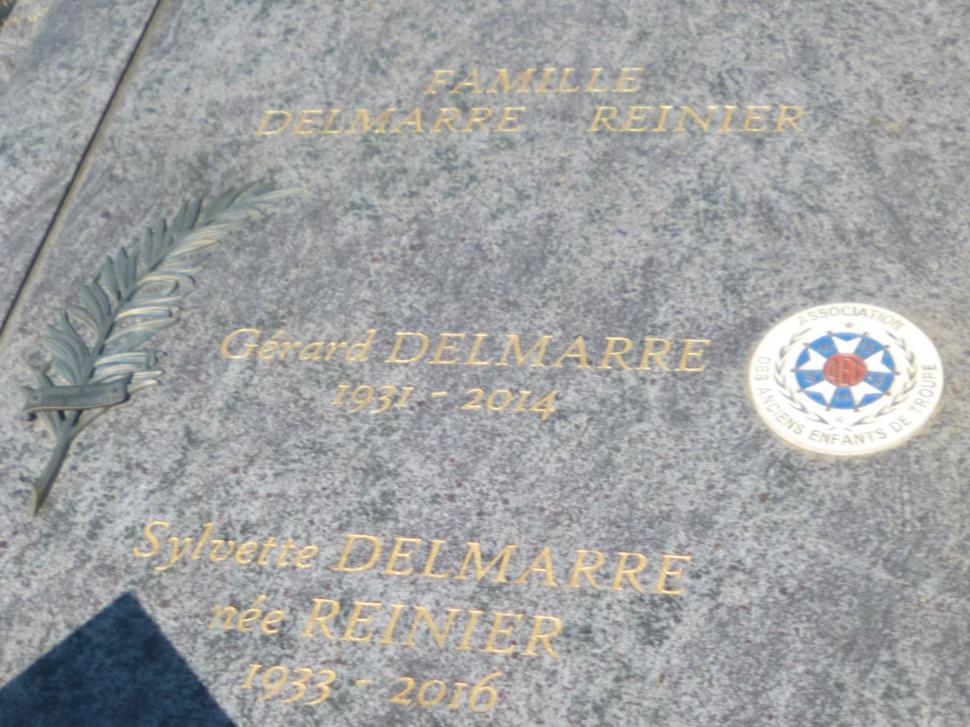 FAMILLE
DELMARRE REINIER
Gérard DELMARRE
1931 - 2014
ASSOCIATION
DES ANCIENS ENFANTS DE TROUPE
AET
Sylvette DELMARRE
née REINIER
1933 - 2016